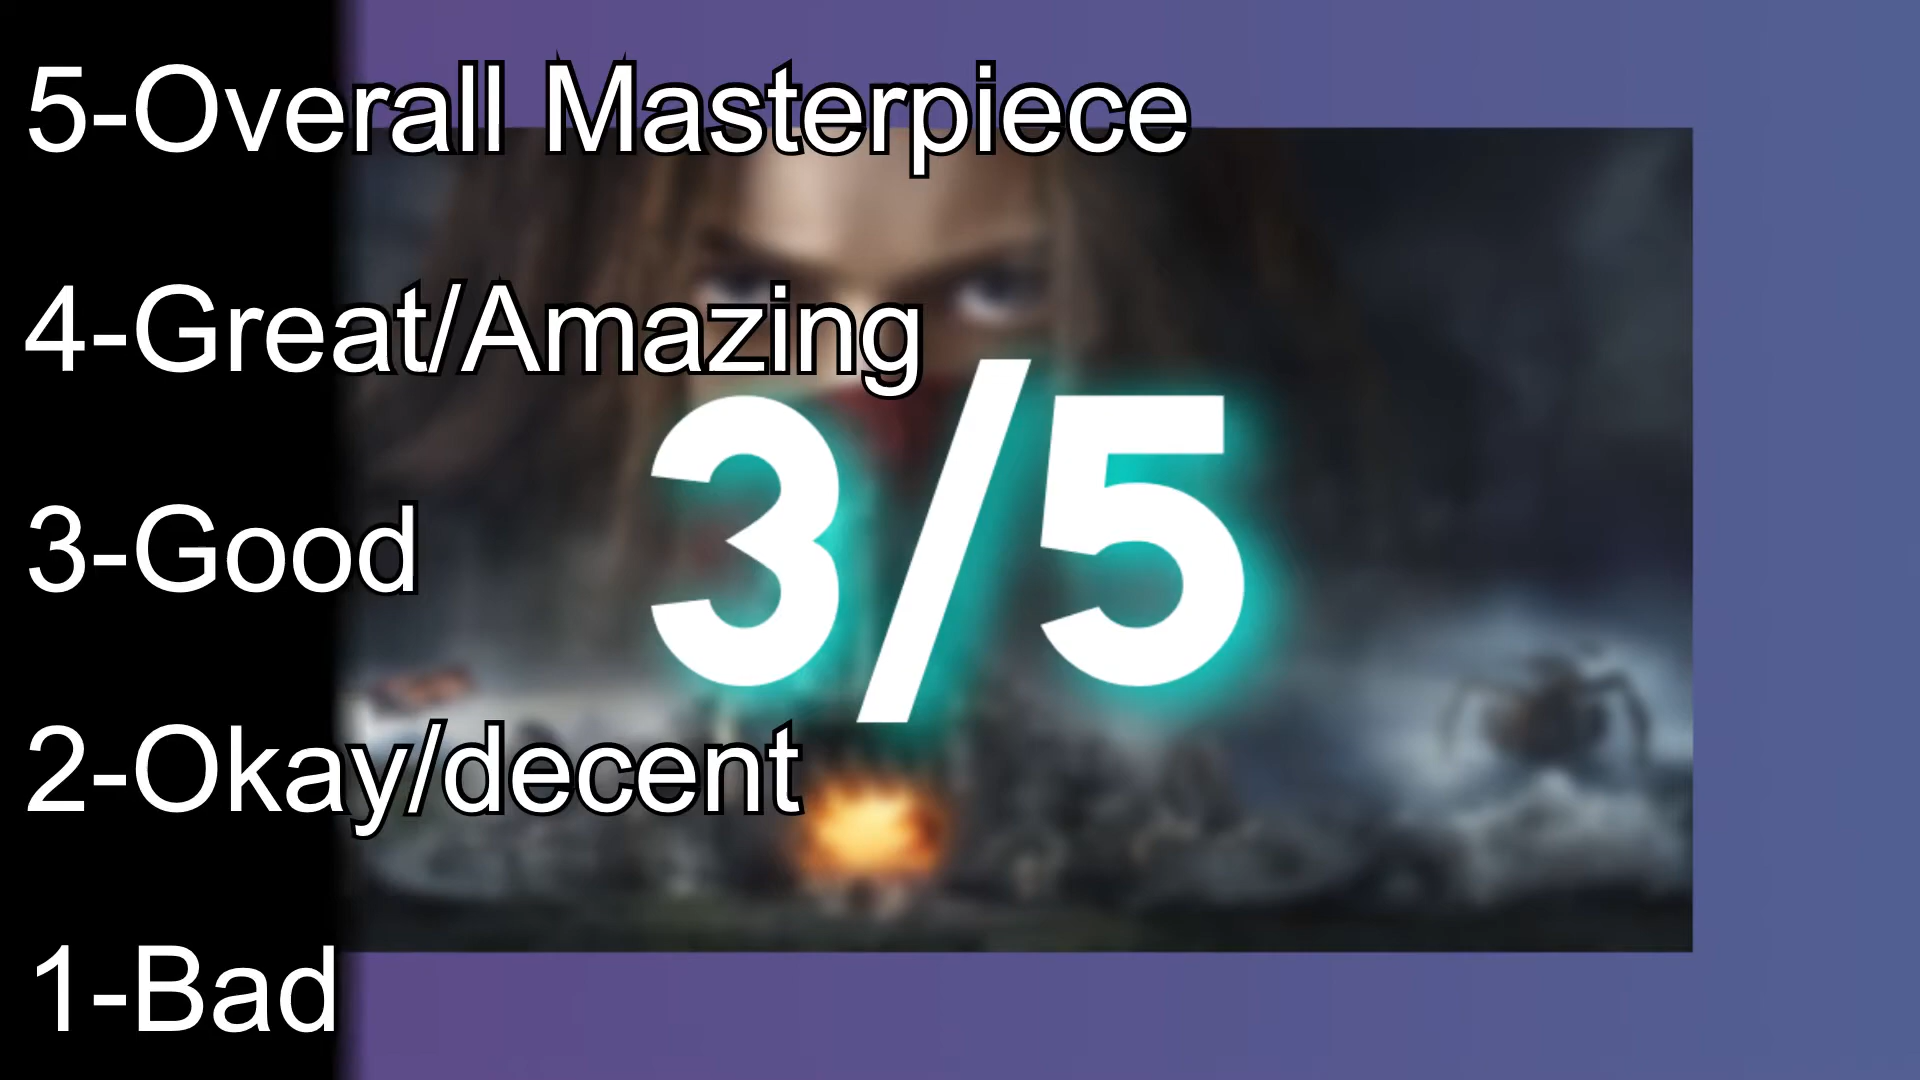 5-Overall Masterpiece
4-Great/Amazing
3/5
3-Good
2-Okay/decent
1-Bad